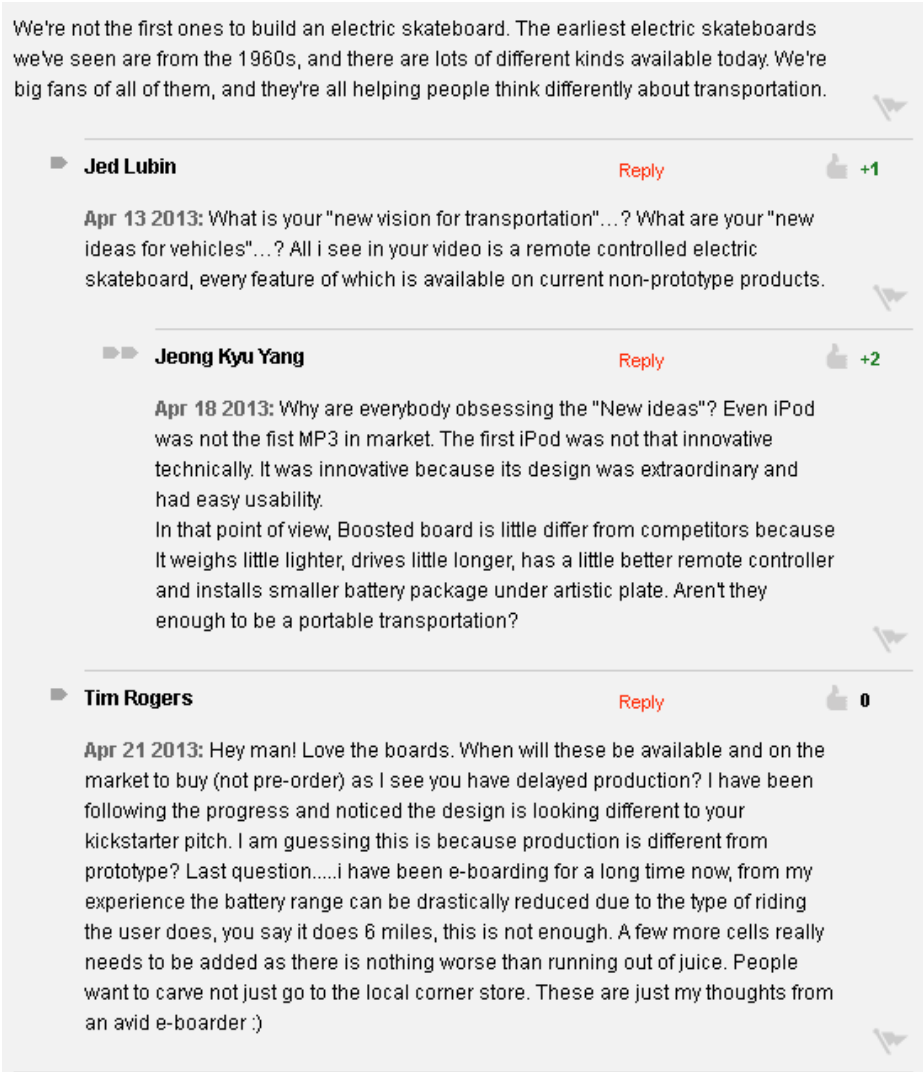 We're not the first ones to build an electric skateboard. The earliest electric skateboards
we've seen are from the 1960s, and there are lots of different kinds available today. We're
big fans of all of them, and they're all helping people think differently about transportation.
Jed Lubin Reply +1
Apr 13 2013: What is your "new vision for transportation"...? What are your "new
ideas for vehicles"...? All i see in your video is a remote controlled electric
skateboard, every feature of which is available on current non-prototype products.
Jeong Kyu Yang Reply +2
Apr 18 2013: Why are everybody obsessing the "New ideas"? Even iPod
was not the fist MP3 in market. The first iPod was not that innovative
technically. It was innovative because its design was extraordinary and
had easy usability.
In that point of view, Boosted board is little differ from competitors because
It weighs little lighter, drives little longer, has a little better remote controller
and installs smaller battery package under artistic plate. Aren't they
enough to be a portable transportation?
Tim Rogers Reply 0
Apr 21 2013: Hey man! Love the boards. When will these be available and on the
market to buy (not pre-order) as I see you have delayed production? I have been
following the progress and noticed the design is looking different to your
kickstarter pitch. I am guessing this is because production is different from
prototype? Last question.....i have been e-boarding for a long time now, from my
experience the battery range can be drastically reduced due to the type of riding
the user does, you say it does 6 miles, this is not enough. A few more cells really
needs to be added as there is nothing worse than running out of juice. People
want to carve not just go to the local corner store. These are just my thoughts from
an avid e-boarder :)